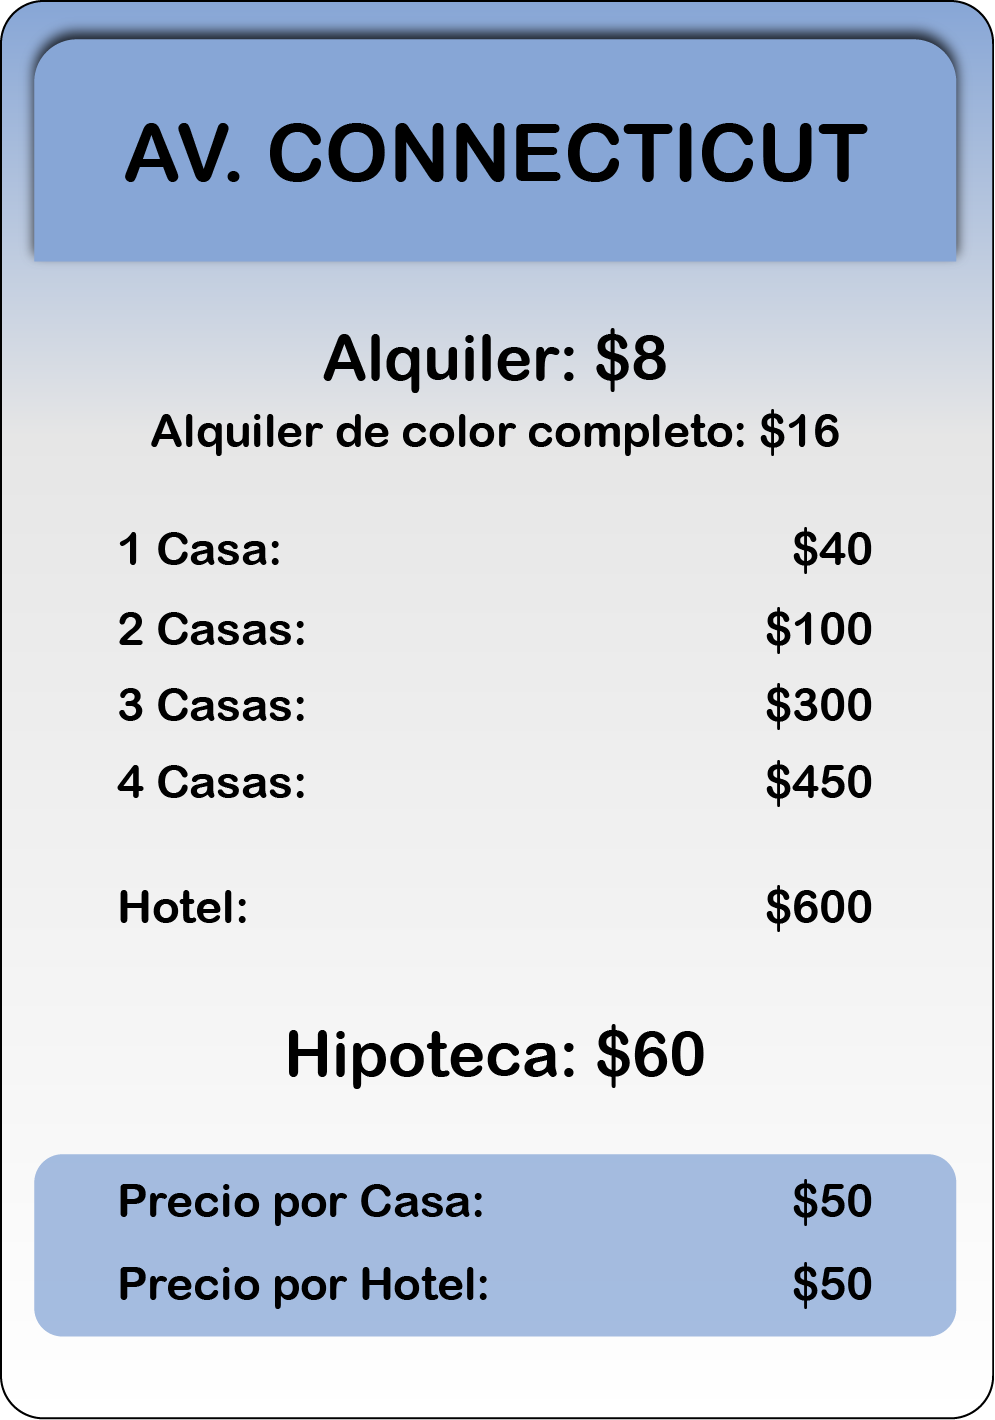 AV. CONNECTICUT
Alquiler: $8
Alquiler de color completo: $16
1 Casa: $40
2 Casas: $100
3 Casas: $300
4 Casas: $450
Hotel: $600
Hipoteca: $60
Precio por Casa: $50
Precio por Hotel: $50